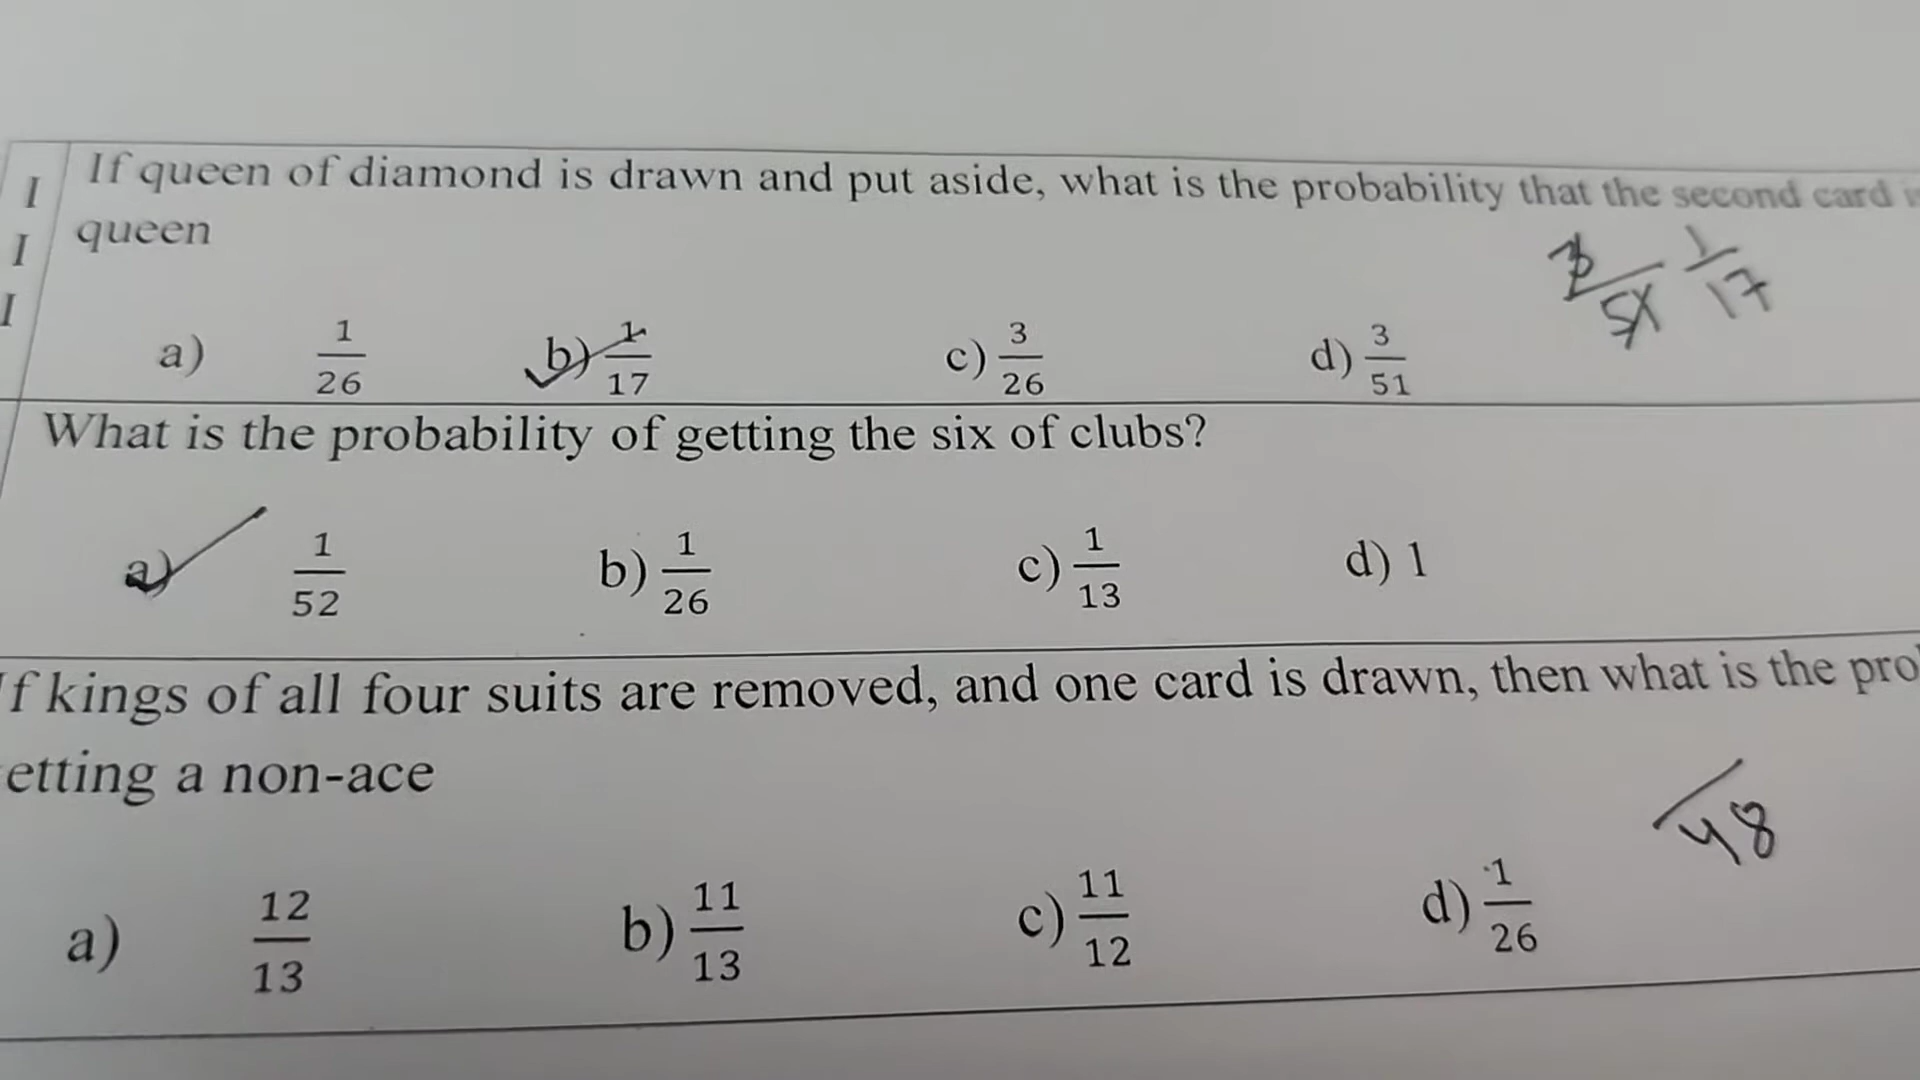 I If queen of diamond is drawn and put aside, what is the probability that the second card
I queen
I
3/51 1/17
a) 1/26 b) 1/17 c) 3/26 d) 3/51
What is the probability of getting the six of clubs?
a) 1/52 b) 1/26 c) 1/13 d) 1
If kings of all four suits are removed, and one card is drawn, then what is the pro
etting a non-ace
/48
a) 12/13 b) 11/13 c) 11/12 d) 1/26